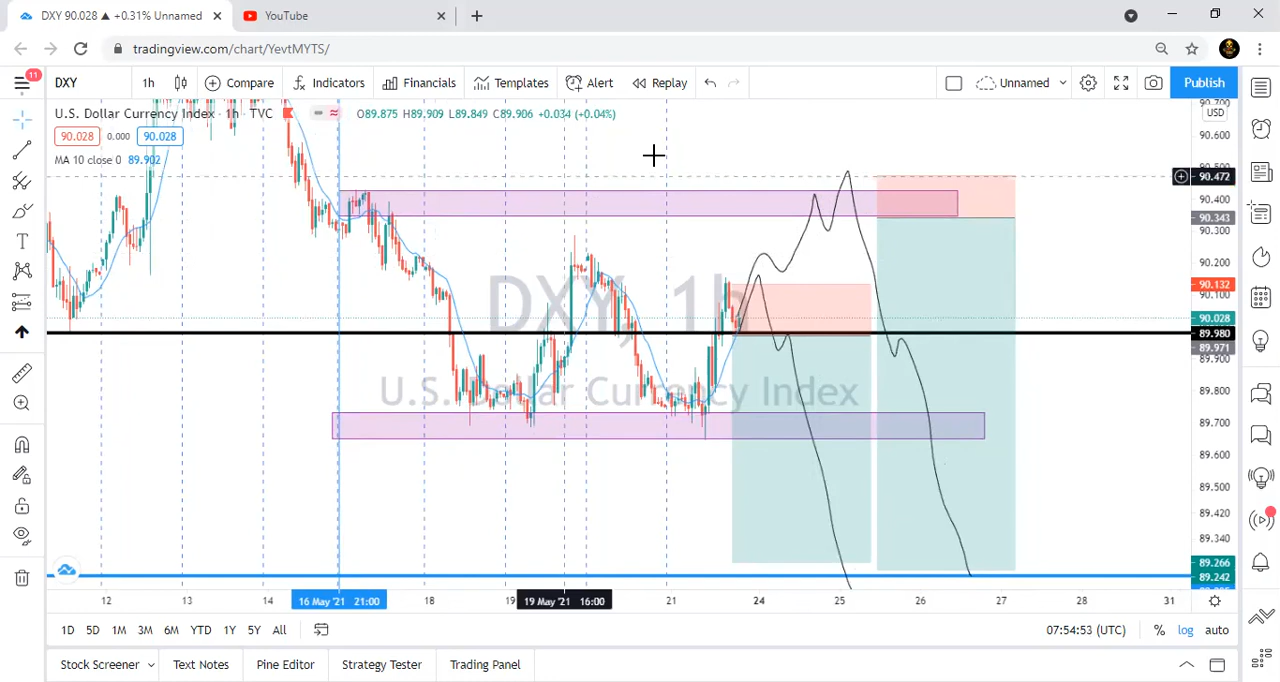 DXY 90.028 ▲ +0.31% Unnamed
YouTube
tradingview.com/chart/YevtMYTS/
11
DXY
1h
Compare
Indicators
Financials
Templates
Alert
Replay
Unnamed
Publish
U.S. Dollar Currency Index · 1h · TVC
O89.875 H89.909 L89.849 C89.906 +0.034 (+0.04%)
90.028
0.000
90.028
MA 10 close 0 89.902
DXY, 1h
U.S. Dollar Currency Index
90.700
USD
90.600
90.500
90.472
90.400
90.343
90.300
90.200
90.132
90.100
90.028
89.980
89.971
89.900
89.800
89.700
89.600
89.500
89.420
89.340
89.266
89.242
12
13
14
16 May '21 21:00
18
19
19 May '21 16:00
21
24
25
26
27
28
31
1D
5D
1M
3M
6M
YTD
1Y
5Y
All
07:54:53 (UTC)
%
log
auto
Stock Screener
Text Notes
Pine Editor
Strategy Tester
Trading Panel